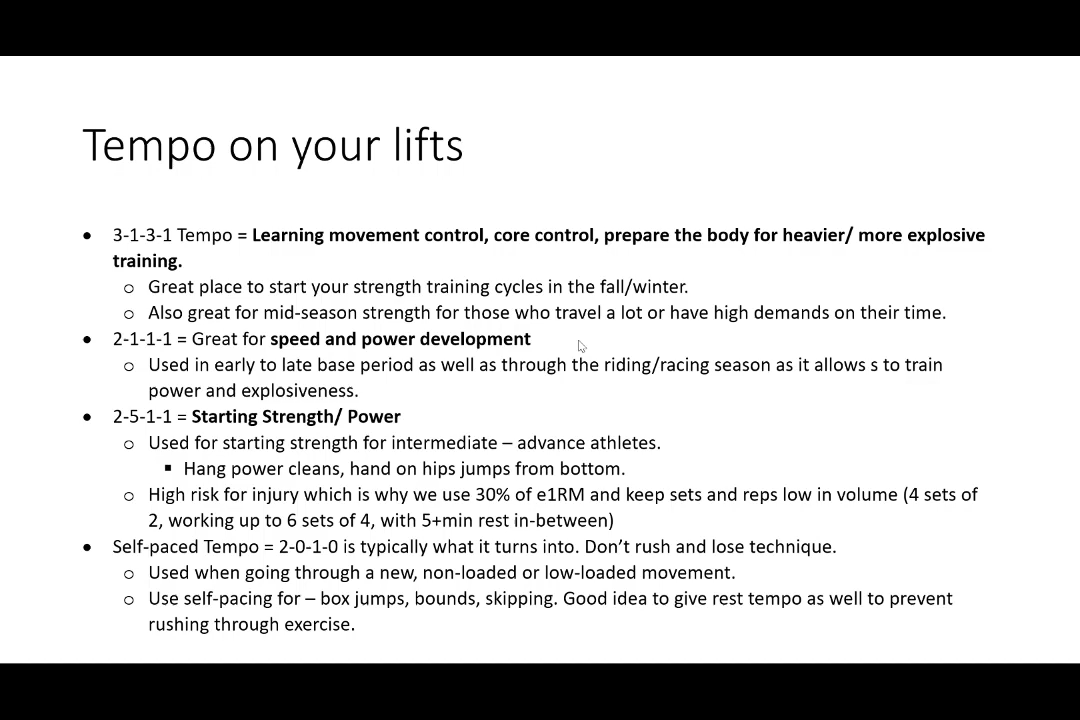 Tempo on your lifts
• 3-1-3-1 Tempo = Learning movement control, core control, prepare the body for heavier/ more explosive
training.
o Great place to start your strength training cycles in the fall/winter.
o Also great for mid-season strength for those who travel a lot or have high demands on their time.
• 2-1-1-1 = Great for speed and power development
o Used in early to late base period as well as through the riding/racing season as it allows s to train
power and explosiveness.
• 2-5-1-1 = Starting Strength/ Power
o Used for starting strength for intermediate – advance athletes.
▪ Hang power cleans, hand on hips jumps from bottom.
o High risk for injury which is why we use 30% of e1RM and keep sets and reps low in volume (4 sets of
2, working up to 6 sets of 4, with 5+min rest in-between)
• Self-paced Tempo = 2-0-1-0 is typically what it turns into. Don’t rush and lose technique.
o Used when going through a new, non-loaded or low-loaded movement.
o Use self-pacing for – box jumps, bounds, skipping. Good idea to give rest tempo as well to prevent
rushing through exercise.